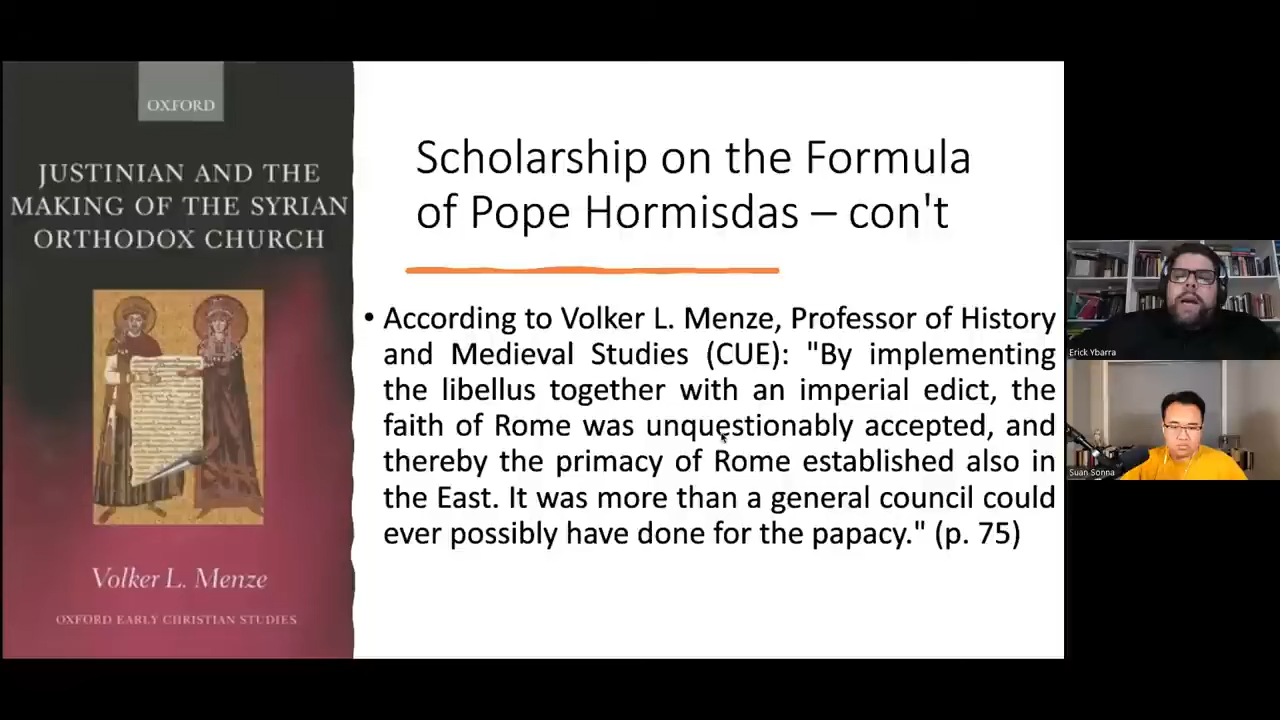 OXFORD
JUSTINIAN AND THE
MAKING OF THE SYRIAN
ORTHODOX CHURCH
Volker L. Menze
OXFORD EARLY CHRISTIAN STUDIES
Scholarship on the Formula
of Pope Hormisdas – con't
• According to Volker L. Menze, Professor of History
and Medieval Studies (CUE): "By implementing
the libellus together with an imperial edict, the
faith of Rome was unquestionably accepted, and
thereby the primacy of Rome established also in
the East. It was more than a general council could
ever possibly have done for the papacy." (p. 75)
Erick Ybarra
Suan Sonna